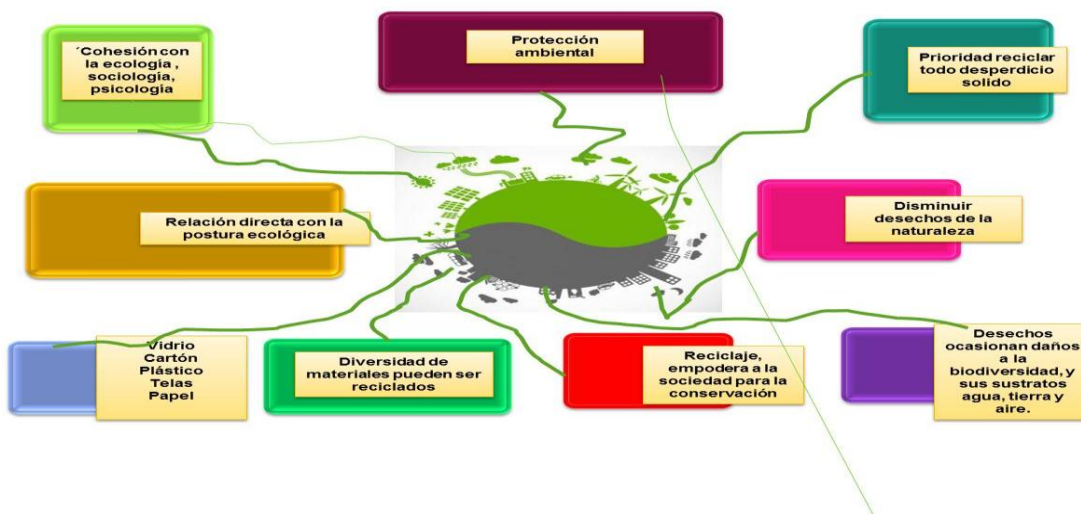 ´Cohesión con
la ecología ,
sociología,
psicología
Protección
ambiental
Prioridad reciclar
todo desperdicio
solido
Relación directa con la
postura ecológica
Disminuir
desechos de la
naturaleza
Vidrio
Cartón
Plástico
Telas
Papel
Diversidad de
materiales pueden ser
reciclados
Reciclaje,
empodera a la
sociedad para la
conservación
Desechos
ocasionan daños
a la
biodiversidad, y
sus sustratos
agua, tierra y
aire.